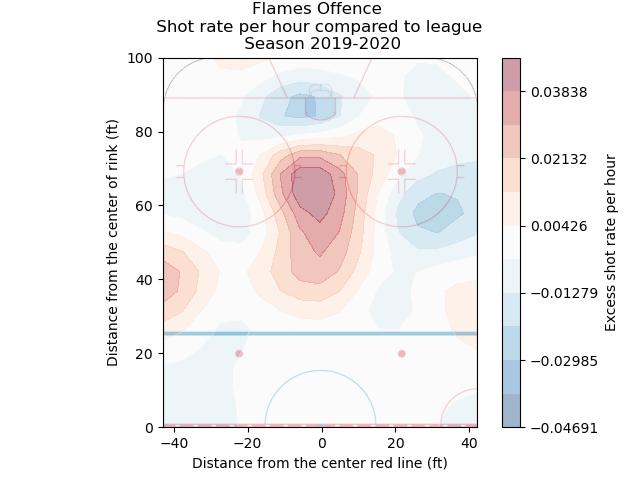 Flames Offence
Shot rate per hour compared to league
Season 2019-2020
100
80
60
40
20
0
−40
−20
0
20
40
Distance from the center of rink (ft)
Distance from the center red line (ft)
0.03838
0.02132
0.00426
−0.01279
−0.02985
−0.04691
Excess shot rate per hour